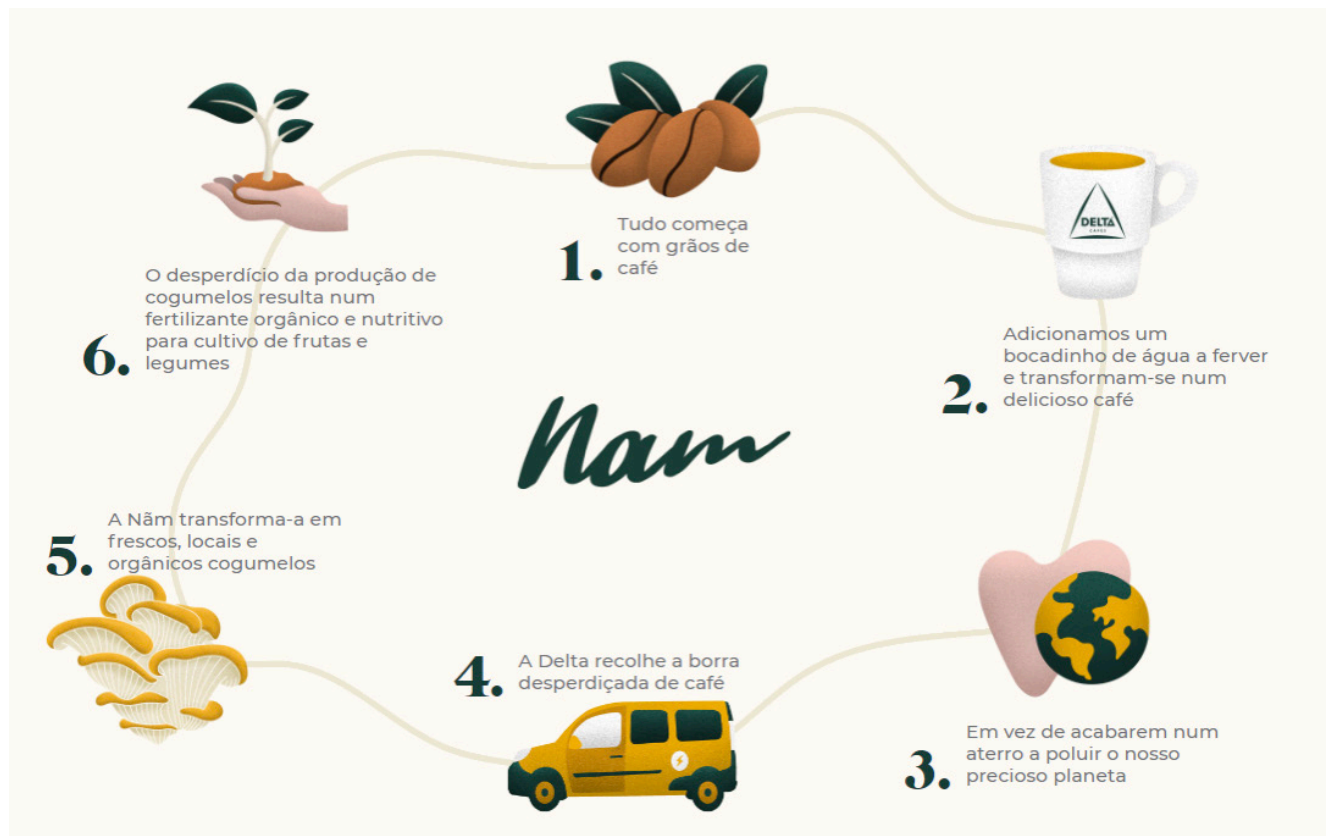 1.
Tudo começa
com grãos de
café
DELTA
CAFÉS
2.
Adicionamos um
bocadinho de água a ferver
e transformam-se num
delicioso café
3.
Em vez de acabarem num
aterro a poluir o nosso
precioso planeta
4.
A Delta recolhe a borra
desperdiçada de café
5.
A Nãm transforma-a em
frescos, locais e
orgânicos cogumelos
6.
O desperdício da produção de
cogumelos resulta num
fertilizante orgânico e nutritivo
para cultivo de frutas e
legumes
Nam